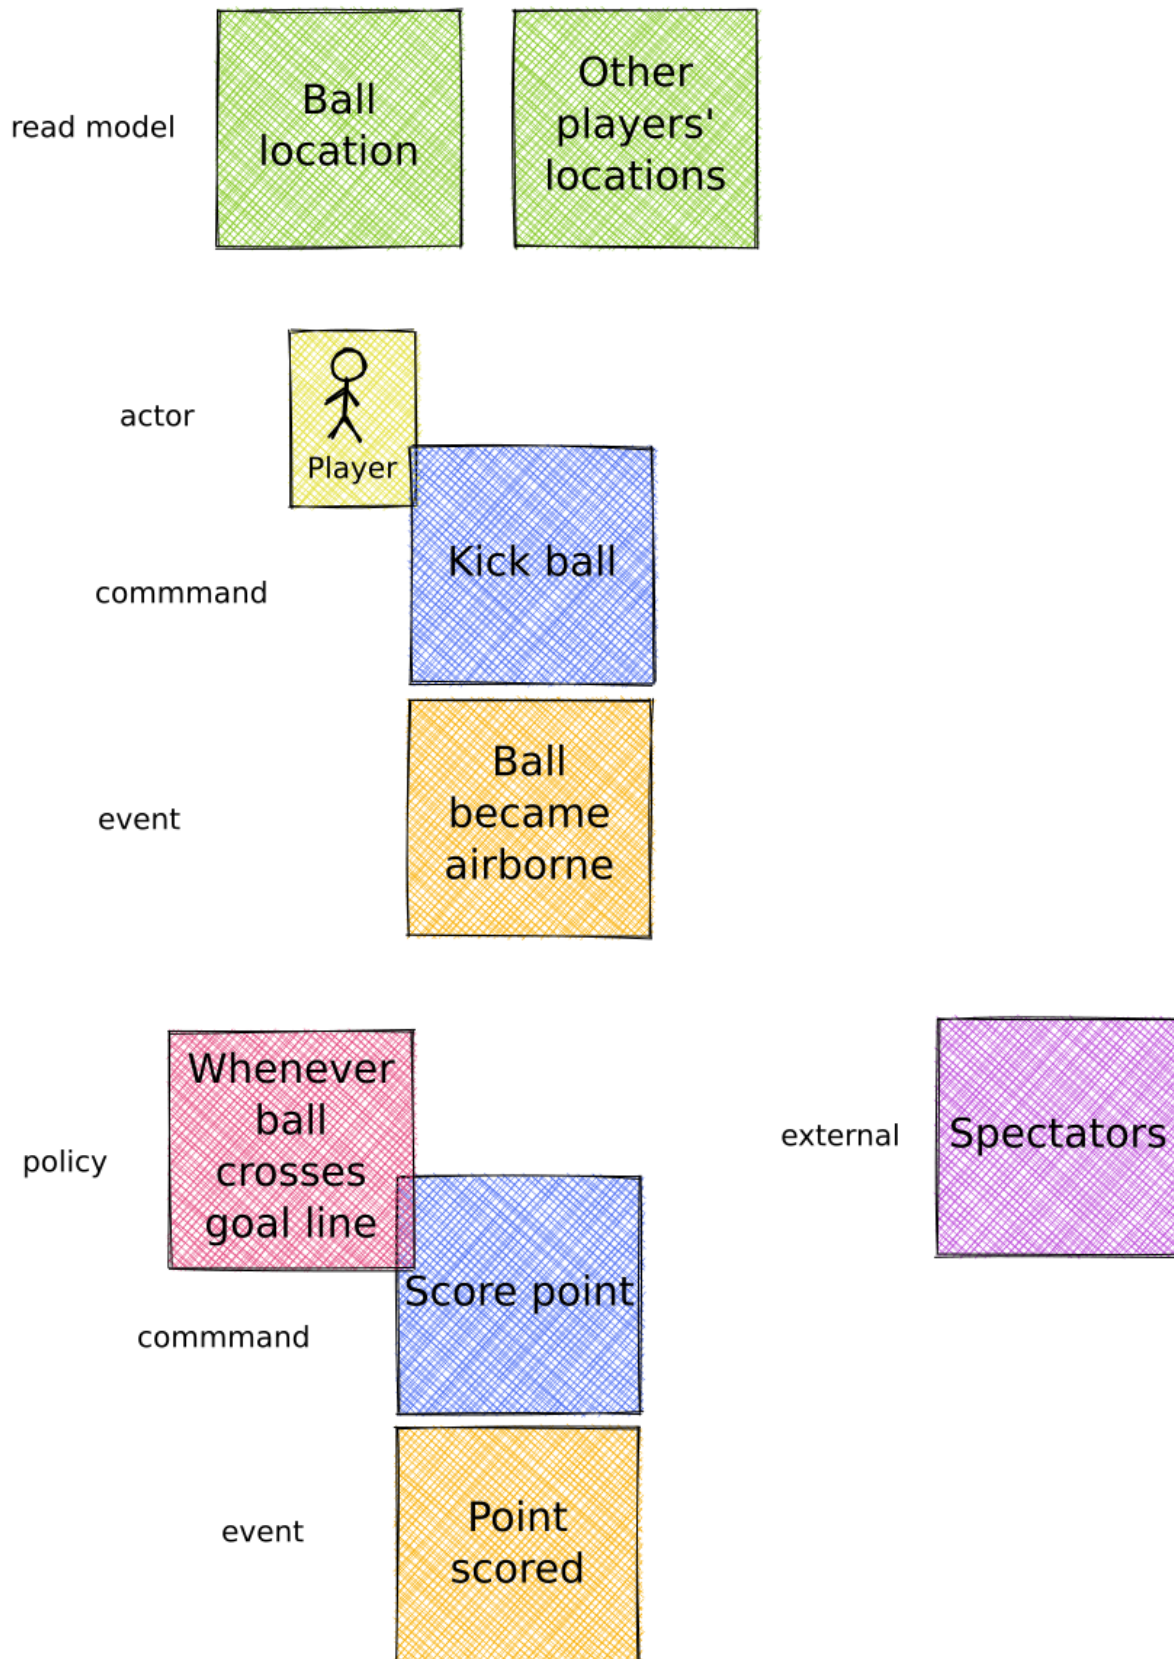 read model
Ball
location
Other
players'
locations
actor
Player
commmand
Kick ball
event
Ball
became
airborne
policy
Whenever
ball
crosses
goal line
external
Spectators
commmand
Score point
event
Point
scored